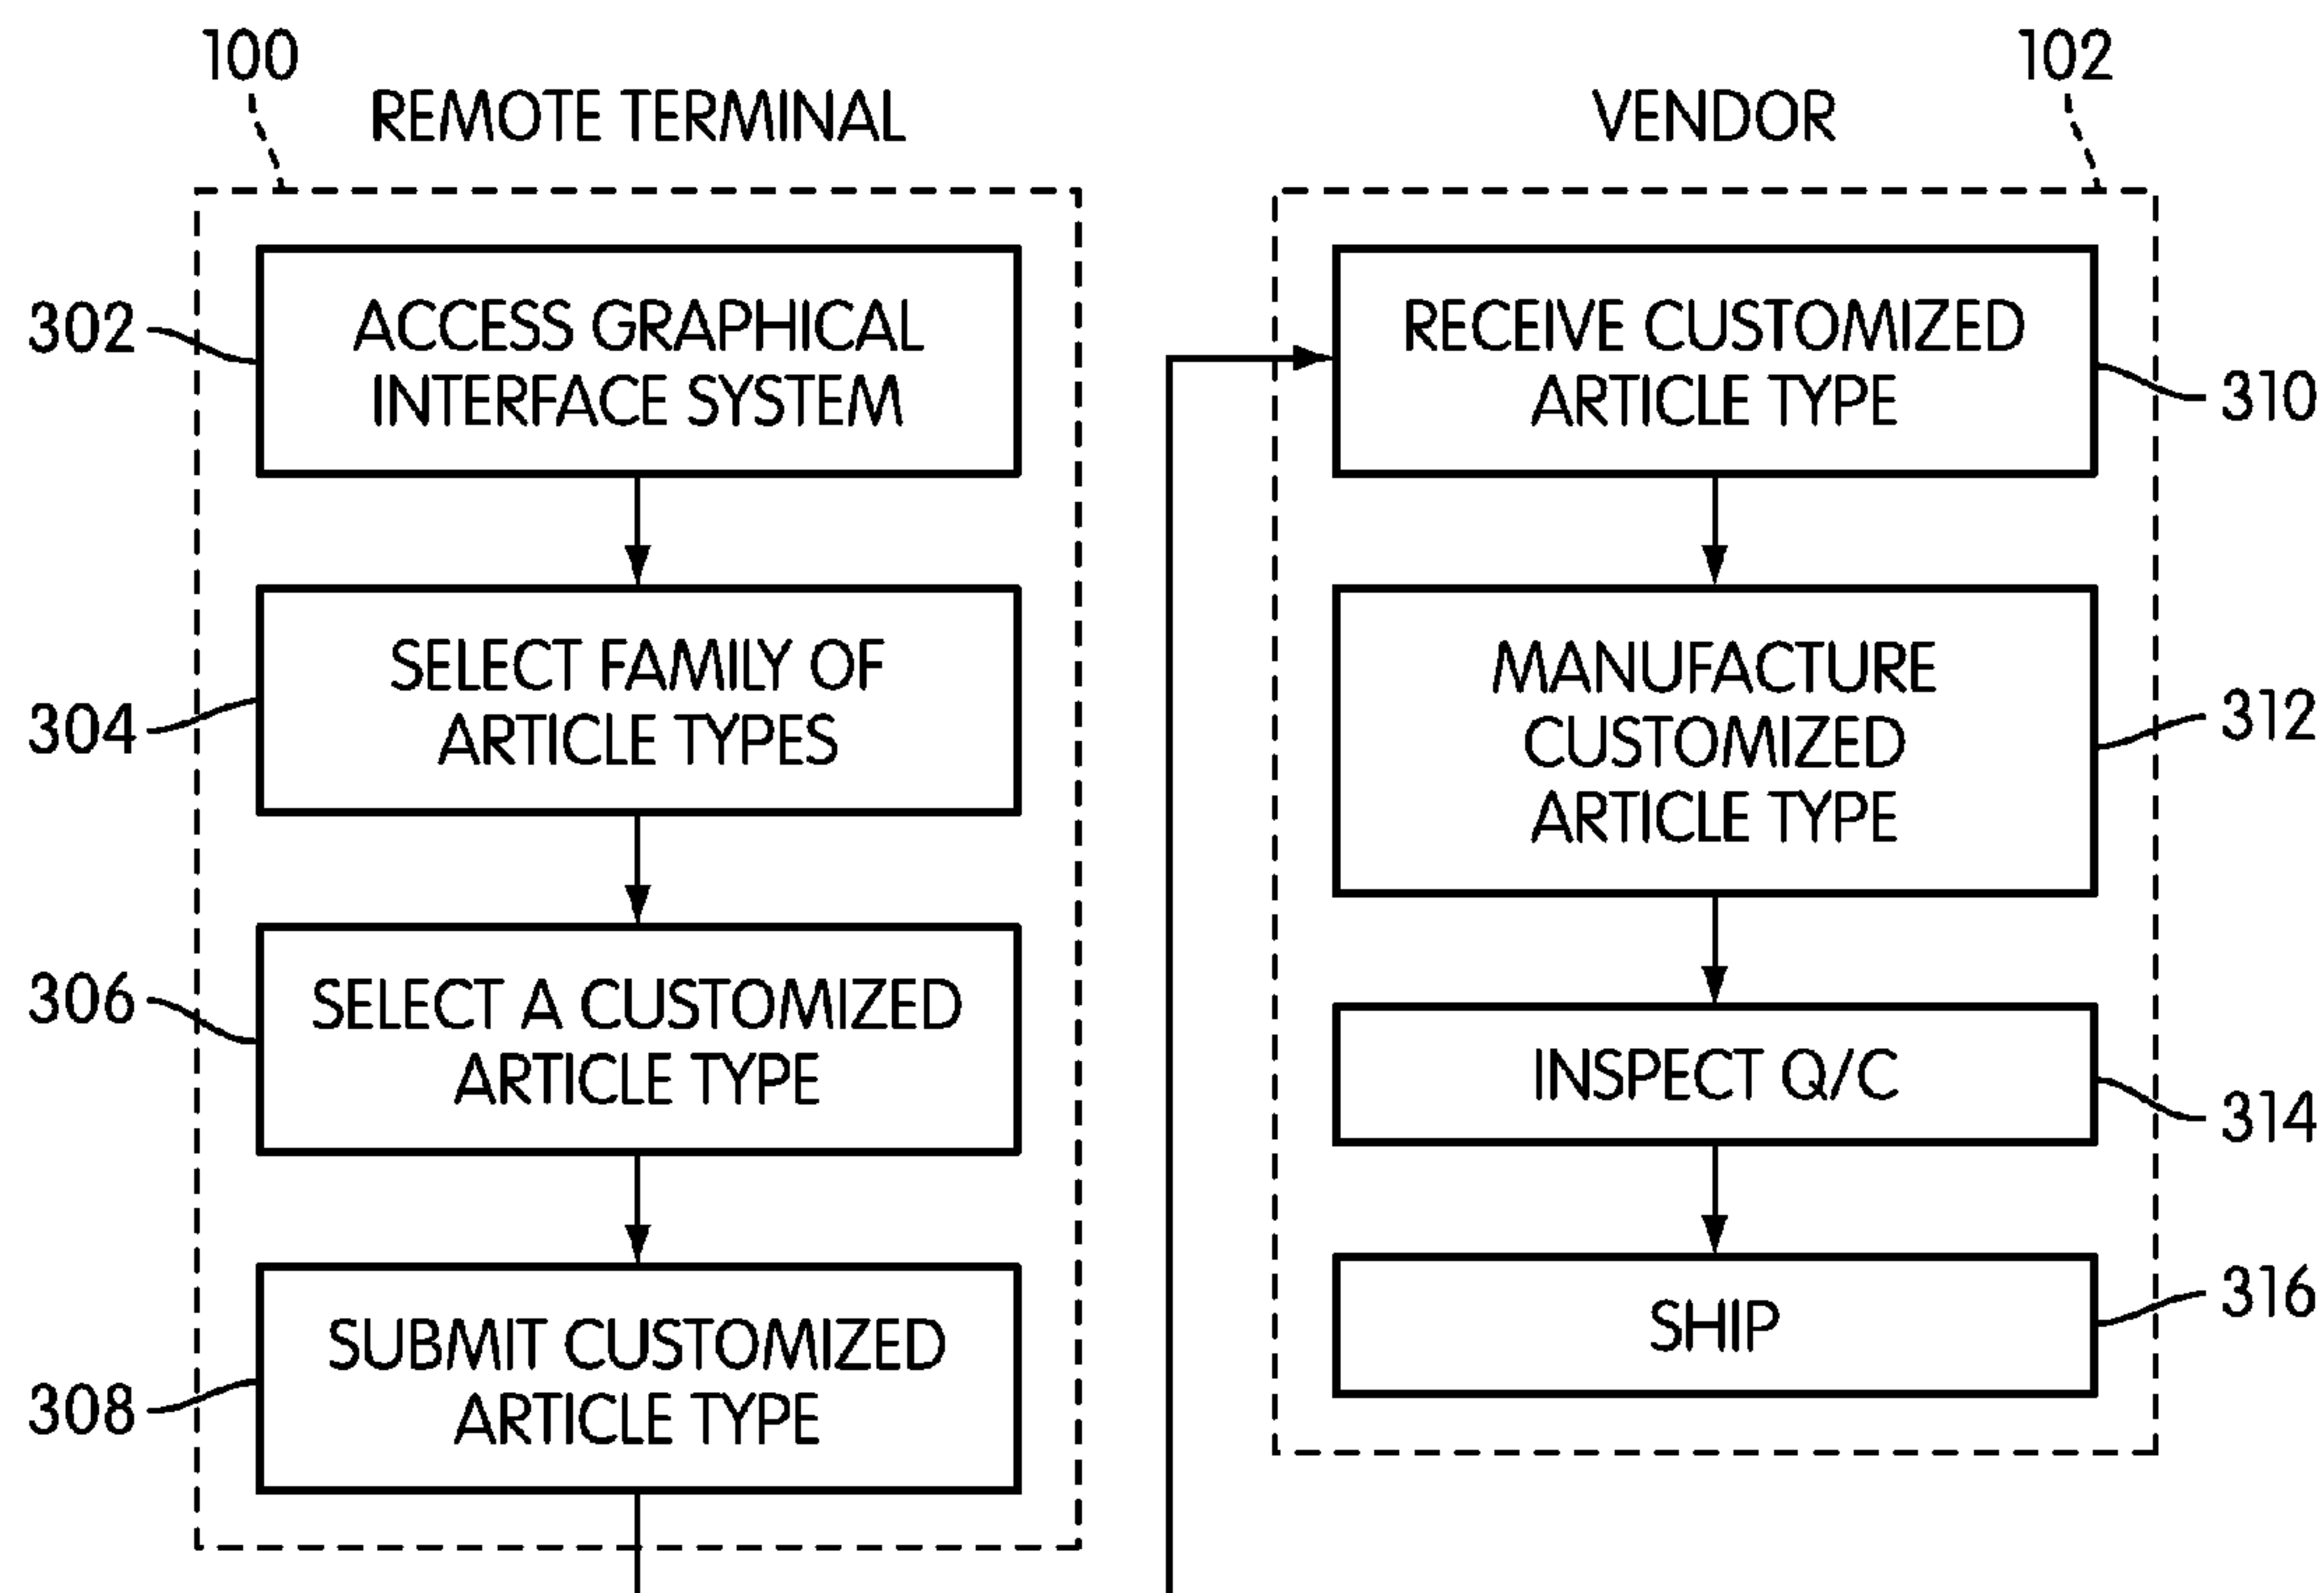 100
REMOTE TERMINAL
302
ACCESS GRAPHICAL
INTERFACE SYSTEM
304
SELECT FAMILY OF
ARTICLE TYPES
306
SELECT A CUSTOMIZED
ARTICLE TYPE
308
SUBMIT CUSTOMIZED
ARTICLE TYPE
102
VENDOR
RECEIVE CUSTOMIZED
ARTICLE TYPE
310
MANUFACTURE
CUSTOMIZED
ARTICLE TYPE
312
INSPECT Q/C
314
SHIP
316